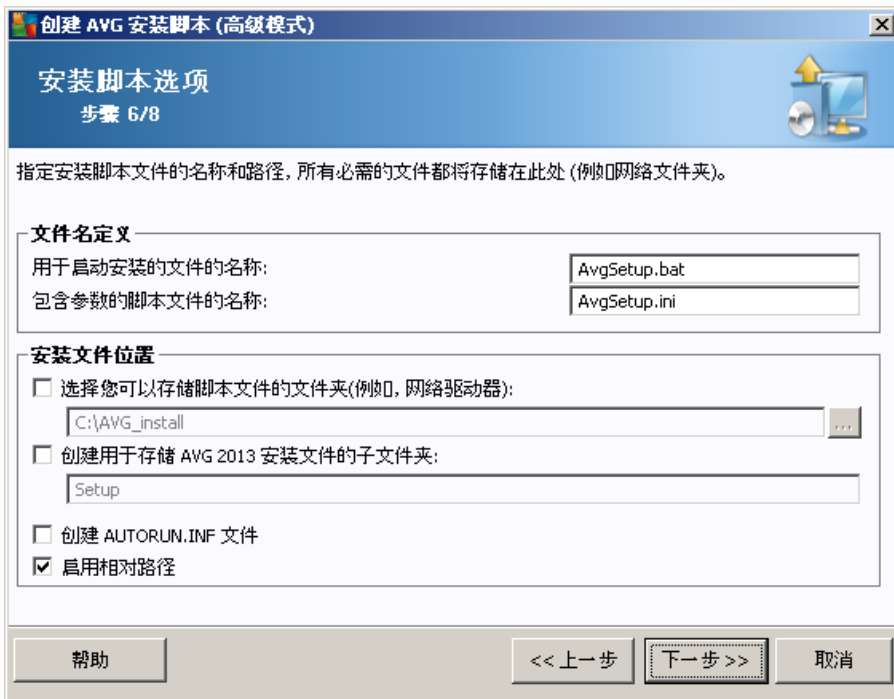 创建 AVG 安装脚本 (高级模式)
安装脚本选项
步骤 6/8
指定安装脚本文件的名称和路径, 所有必需的文件都将存储在此处 (例如网络文件夹)。
文件名定义
用于启动安装的文件的名称:
AvgSetup.bat
包含参数的脚本文件的名称:
AvgSetup.ini
安装文件位置
选择您可以存储脚本文件的文件夹(例如, 网络驱动器):
C:\AVG_install
...
创建用于存储 AVG 2013 安装文件的子文件夹:
Setup
创建 AUTORUN.INF 文件
启用相对路径
帮助
<< 上一步
下一步 >>
取消